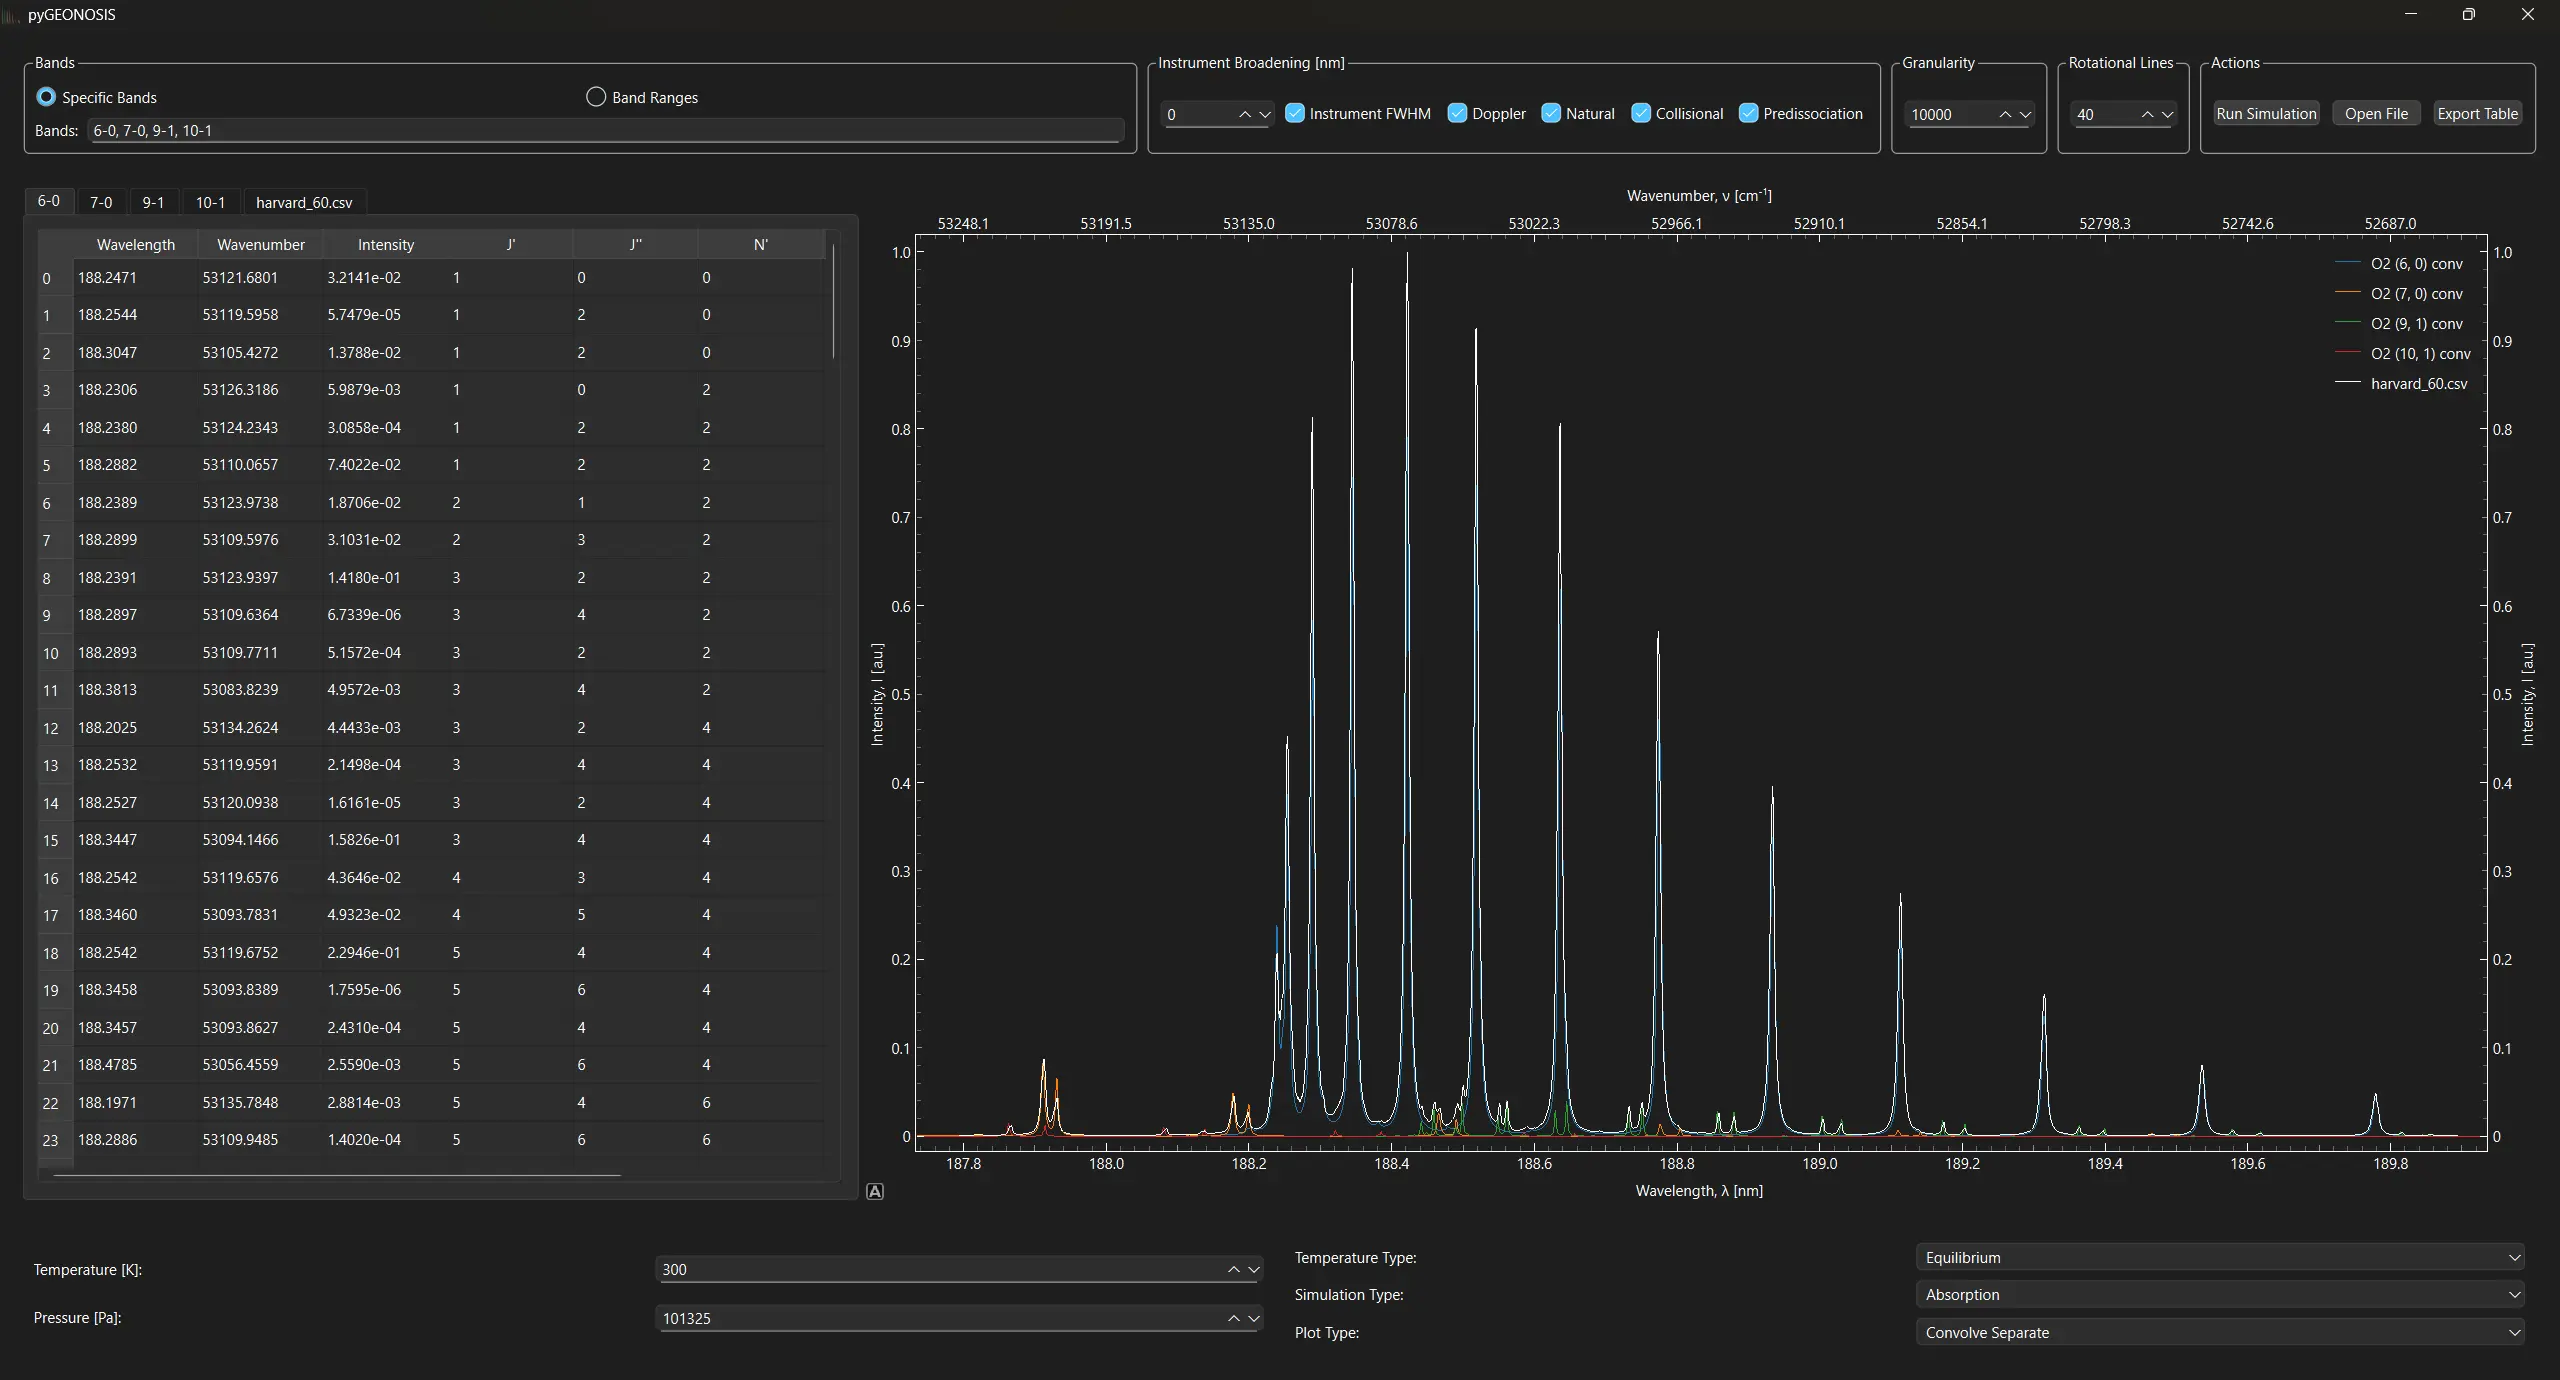 pyGEONOSIS
Bands
Specific Bands
Band Ranges
Bands: 6-0, 7-0, 9-1, 10-1
Instrument Broadening [nm]
0 Instrument FWHM Doppler Natural Collisional Predissociation
Granularity
10000
Rotational Lines
40
Actions
Run Simulation Open File Export Table
6-0 7-0 9-1 10-1 harvard_60.csv
Wavelength Wavenumber Intensity J' J'' N'
0 188.2471 53121.6801 3.2141e-02 1 0 0
1 188.2544 53119.5958 5.7479e-05 1 2 0
2 188.3047 53105.4272 1.3788e-02 1 2 0
3 188.2306 53126.3186 5.9879e-03 1 0 2
4 188.2380 53124.2343 3.0858e-04 1 2 2
5 188.2882 53110.0657 7.4022e-02 1 2 2
6 188.2389 53123.9738 1.8706e-02 2 1 2
7 188.2899 53109.5976 3.1031e-02 2 3 2
8 188.2391 53123.9397 1.4180e-01 3 2 2
9 188.2897 53109.6364 6.7339e-06 3 4 2
10 188.2893 53109.7711 5.1572e-04 3 2 2
11 188.3813 53083.8239 4.9572e-03 3 4 2
12 188.2025 53134.2624 4.4433e-03 3 2 4
13 188.2532 53119.9591 2.1498e-04 3 4 4
14 188.2527 53120.0938 1.6161e-05 3 2 4
15 188.3447 53094.1466 1.5826e-01 3 4 4
16 188.2542 53119.6576 4.3646e-02 4 3 4
17 188.3460 53093.7831 4.9323e-02 4 5 4
18 188.2542 53119.6752 2.2946e-01 5 4 4
19 188.3458 53093.8389 1.7595e-06 5 6 4
20 188.3457 53093.8627 2.4310e-04 5 4 4
21 188.4785 53056.4559 2.5590e-03 5 6 4
22 188.1971 53135.7848 2.8814e-03 5 4 6
23 188.2886 53109.9485 1.4020e-04 5 6 6
Wavenumber, ν [cm⁻¹]
53248.1 53191.5 53135.0 53078.6 53022.3 52966.1 52910.1 52854.1 52798.3 52742.6 52687.0
Intensity, I [a.u.]
1.0
0.9
0.8
0.7
0.6
0.5
0.4
0.3
0.2
0.1
0
O2 (6, 0) conv
O2 (7, 0) conv
O2 (9, 1) conv
O2 (10, 1) conv
harvard_60.csv
1.0
0.9
0.8
0.7
0.6
0.5
0.4
0.3
0.2
0.1
0
Intensity, I [a.u.]
187.8 188.0 188.2 188.4 188.6 188.8 189.0 189.2 189.4 189.6 189.8
Wavelength, λ [nm]
A
Temperature [K]: 300
Pressure [Pa]: 101325
Temperature Type: Equilibrium
Simulation Type: Absorption
Plot Type: Convolve Separate